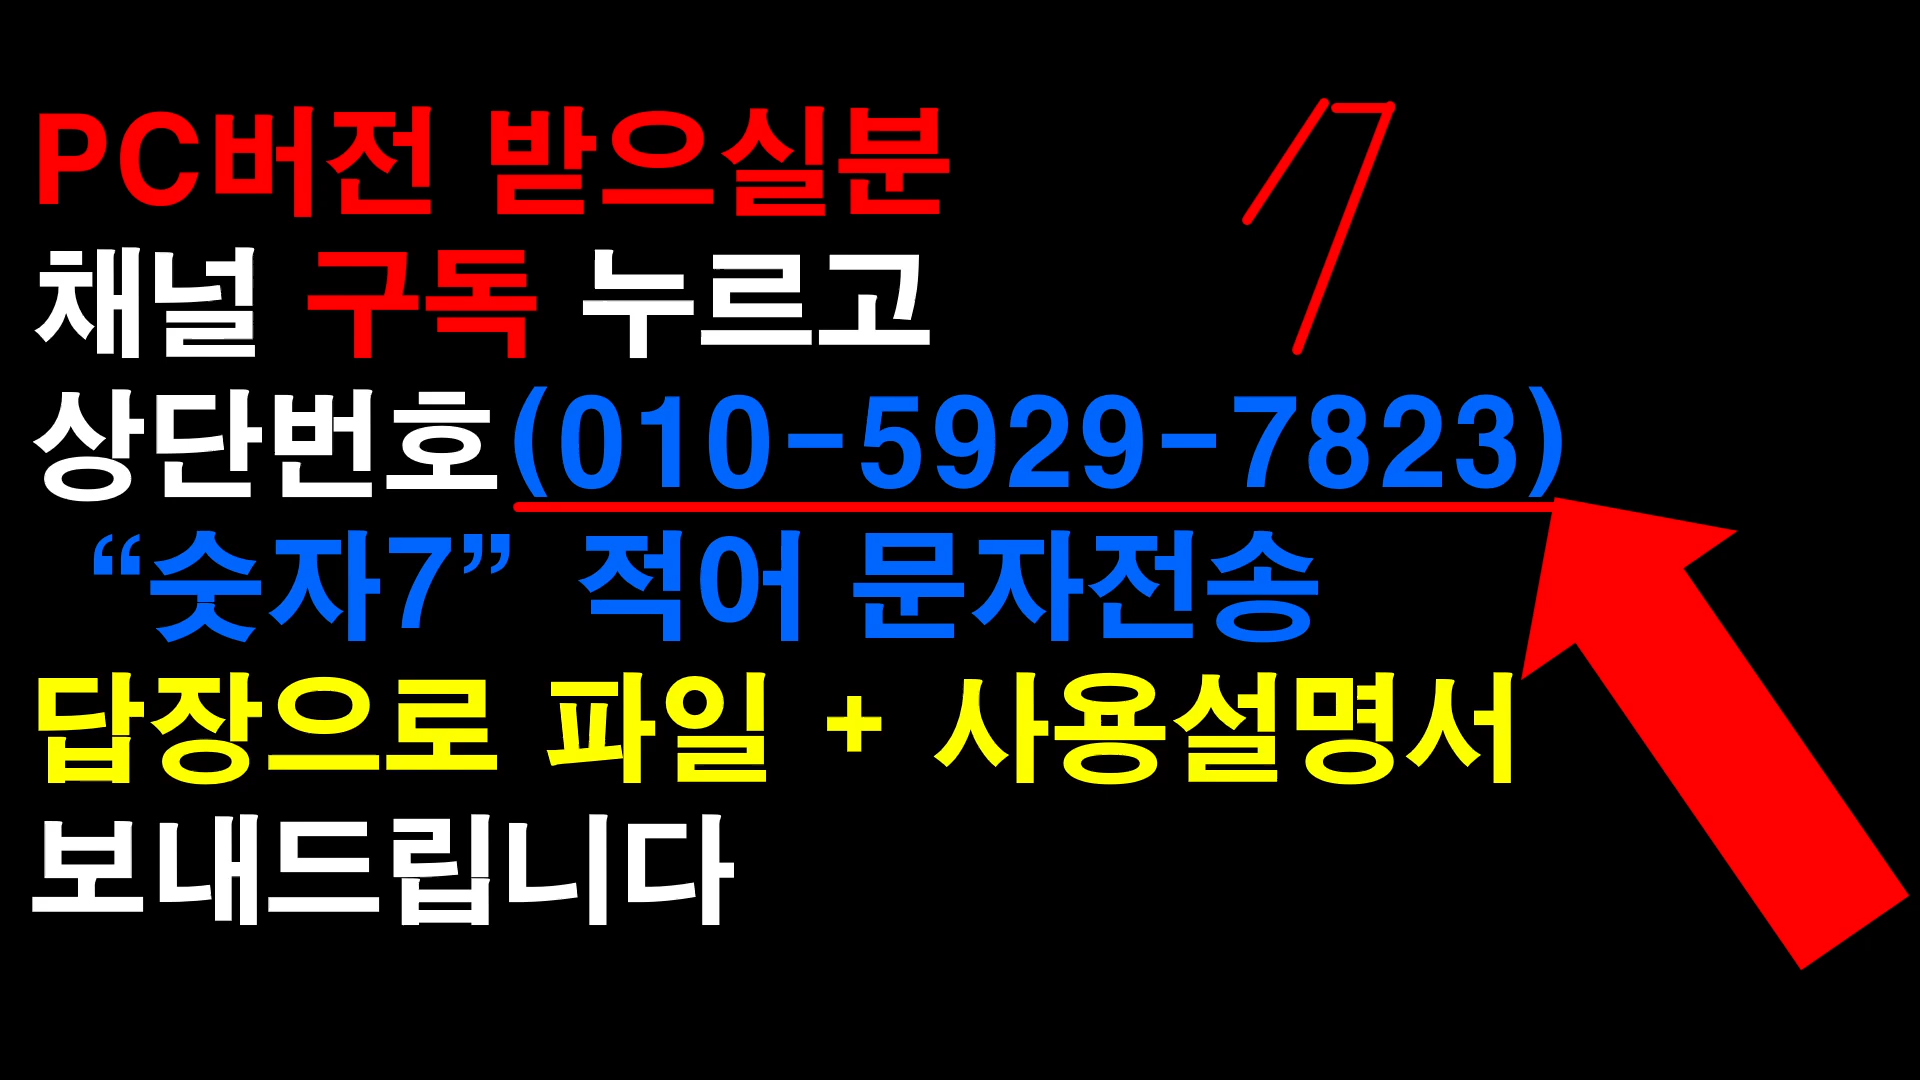 7
PC버전 받으실분
채널 구독 누르고
상단번호(010-5929-7823)
“숫자7” 적어 문자전송
답장으로 파일 + 사용설명서
보내드립니다